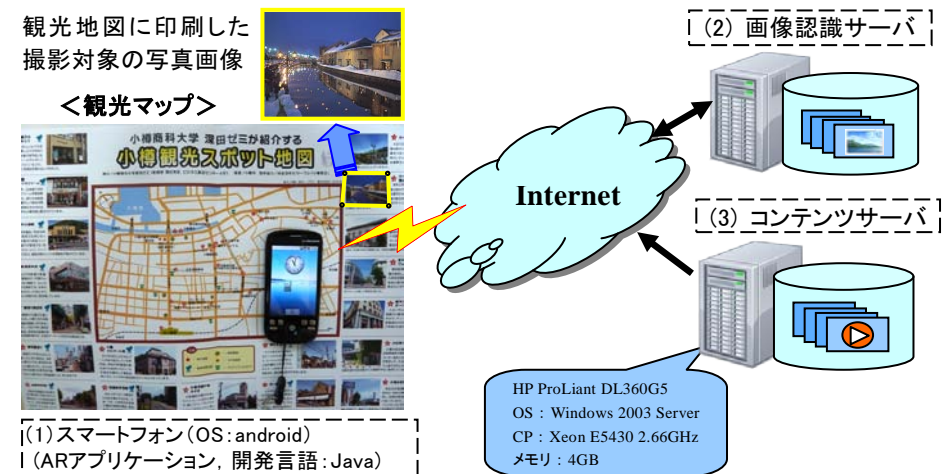 観光地図に印刷した
撮影対象の写真画像
＜観光マップ＞
小樽商科大学 深田ゼミが紹介する
小樽観光スポット地図
Internet
(2) 画像認識サーバ
(3) コンテンツサーバ
HP ProLiant DL360G5
OS : Windows 2003 Server
CP : Xeon E5430 2.66GHz
メモリ : 4GB
(1)スマートフォン(OS:android)
(ARアプリケーション, 開発言語:Java)